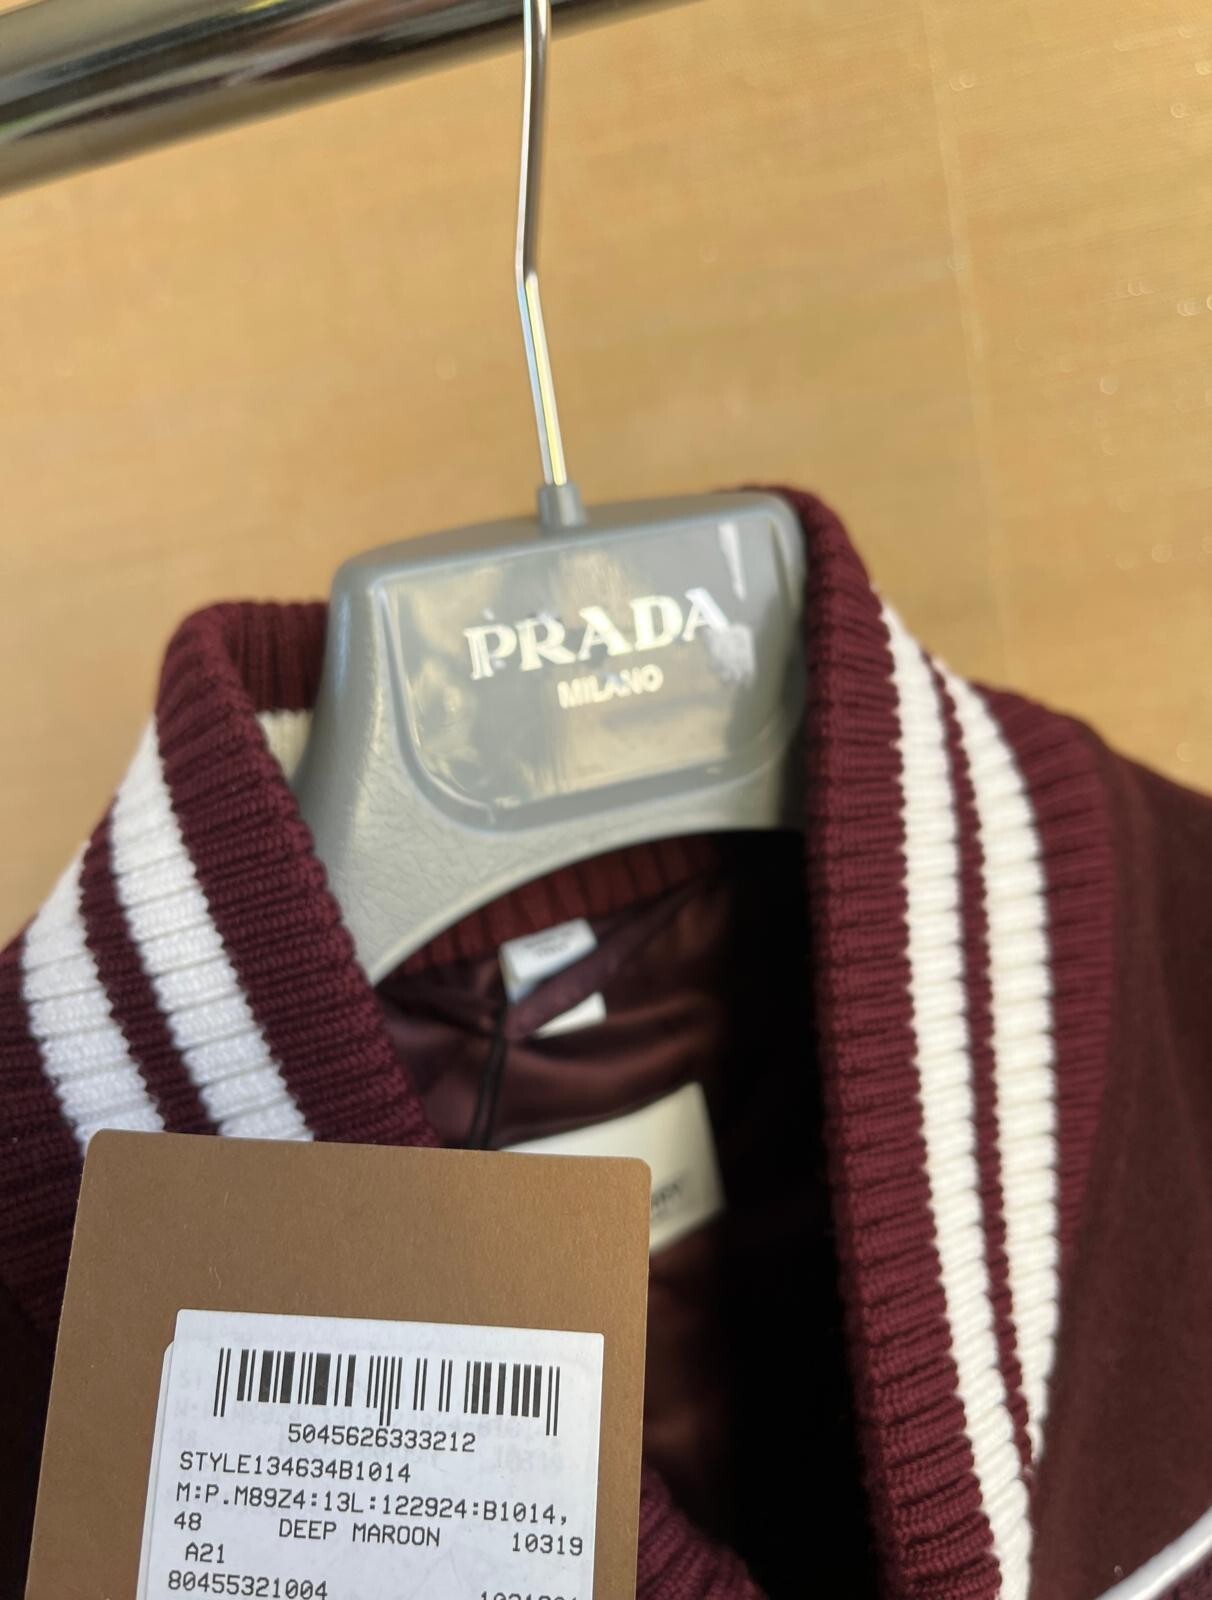 PRADA
MILANO
5045626333212
STYLE134634B1014
M:P.M89Z4:13L:122924:B1014,
48 DEEP MAROON 10319
A21
80455321004